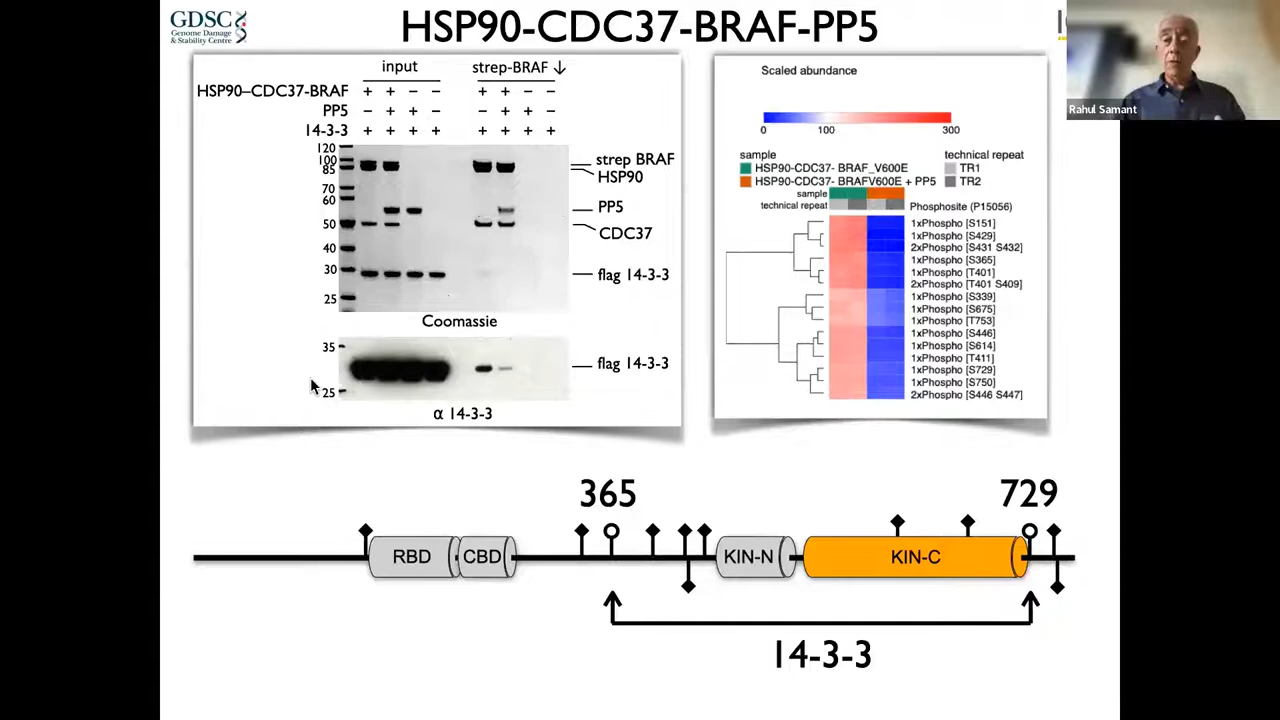 GDSC
Genome Damage
& Stability Centre
HSP90-CDC37-BRAF-PP5
Rahul Samant
input strep-BRAF ↓
HSP90–CDC37-BRAF + + - - + + - -
PP5 - + + - - + + -
14-3-3 + + + + + + + +
120
100
85
70
60
50
40
30
25
strep BRAF
HSP90
PP5
CDC37
flag 14-3-3
Coomassie
35
25
flag 14-3-3
α 14-3-3
Scaled abundance
0 100 300
sample technical repeat
HSP90-CDC37- BRAF_V600E TR1
HSP90-CDC37- BRAFV600E + PP5 TR2
sample
technical repeat Phosphosite (P15056)
1xPhospho [S151]
1xPhospho [S429]
2xPhospho [S431 S432]
1xPhospho [S365]
1xPhospho [T401]
2xPhospho [T401 S409]
1xPhospho [S339]
1xPhospho [S675]
1xPhospho [T753]
1xPhospho [S446]
1xPhospho [S614]
1xPhospho [T411]
1xPhospho [S729]
1xPhospho [S750]
2xPhospho [S446 S447]
365 729
RBD CBD KIN-N KIN-C
14-3-3